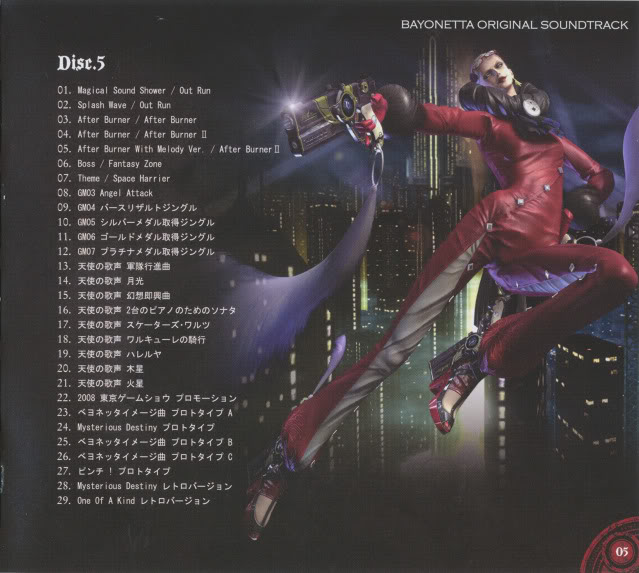 BAYONETTA ORIGINAL SOUNDTRACK
Disc.5
01. Magical Sound Shower / Out Run
02. Splash Wave / Out Run
03. After Burner / After Burner
04. After Burner / After Burner Ⅱ
05. After Burner With Melody Ver. / After Burner Ⅱ
06. Boss / Fantasy Zone
07. Theme / Space Harrier
08. GM03 Angel Attack
09. GM04 バースリザルトジングル
10. GM05 シルバーメダル取得ジングル
11. GM06 ゴールドメダル取得ジングル
12. GM07 プラチナメダル取得ジングル
13. 天使の歌声 軍隊行進曲
14. 天使の歌声 月光
15. 天使の歌声 幻想即興曲
16. 天使の歌声 2台のピアノのためのソナタ
17. 天使の歌声 スケーターズ・ワルツ
18. 天使の歌声 ワルキューレの騎行
19. 天使の歌声 ハレルヤ
20. 天使の歌声 木星
21. 天使の歌声 火星
22. 2008 東京ゲームショウ プロモーション
23. ベヨネッタイメージ曲 プロトタイプ A
24. Mysterious Destiny プロトタイプ
25. ベヨネッタイメージ曲 プロトタイプ B
26. ベヨネッタイメージ曲 プロトタイプ C
27. ピンチ ! プロトタイプ
28. Mysterious Destiny レトロバージョン
29. One Of A Kind レトロバージョン
05